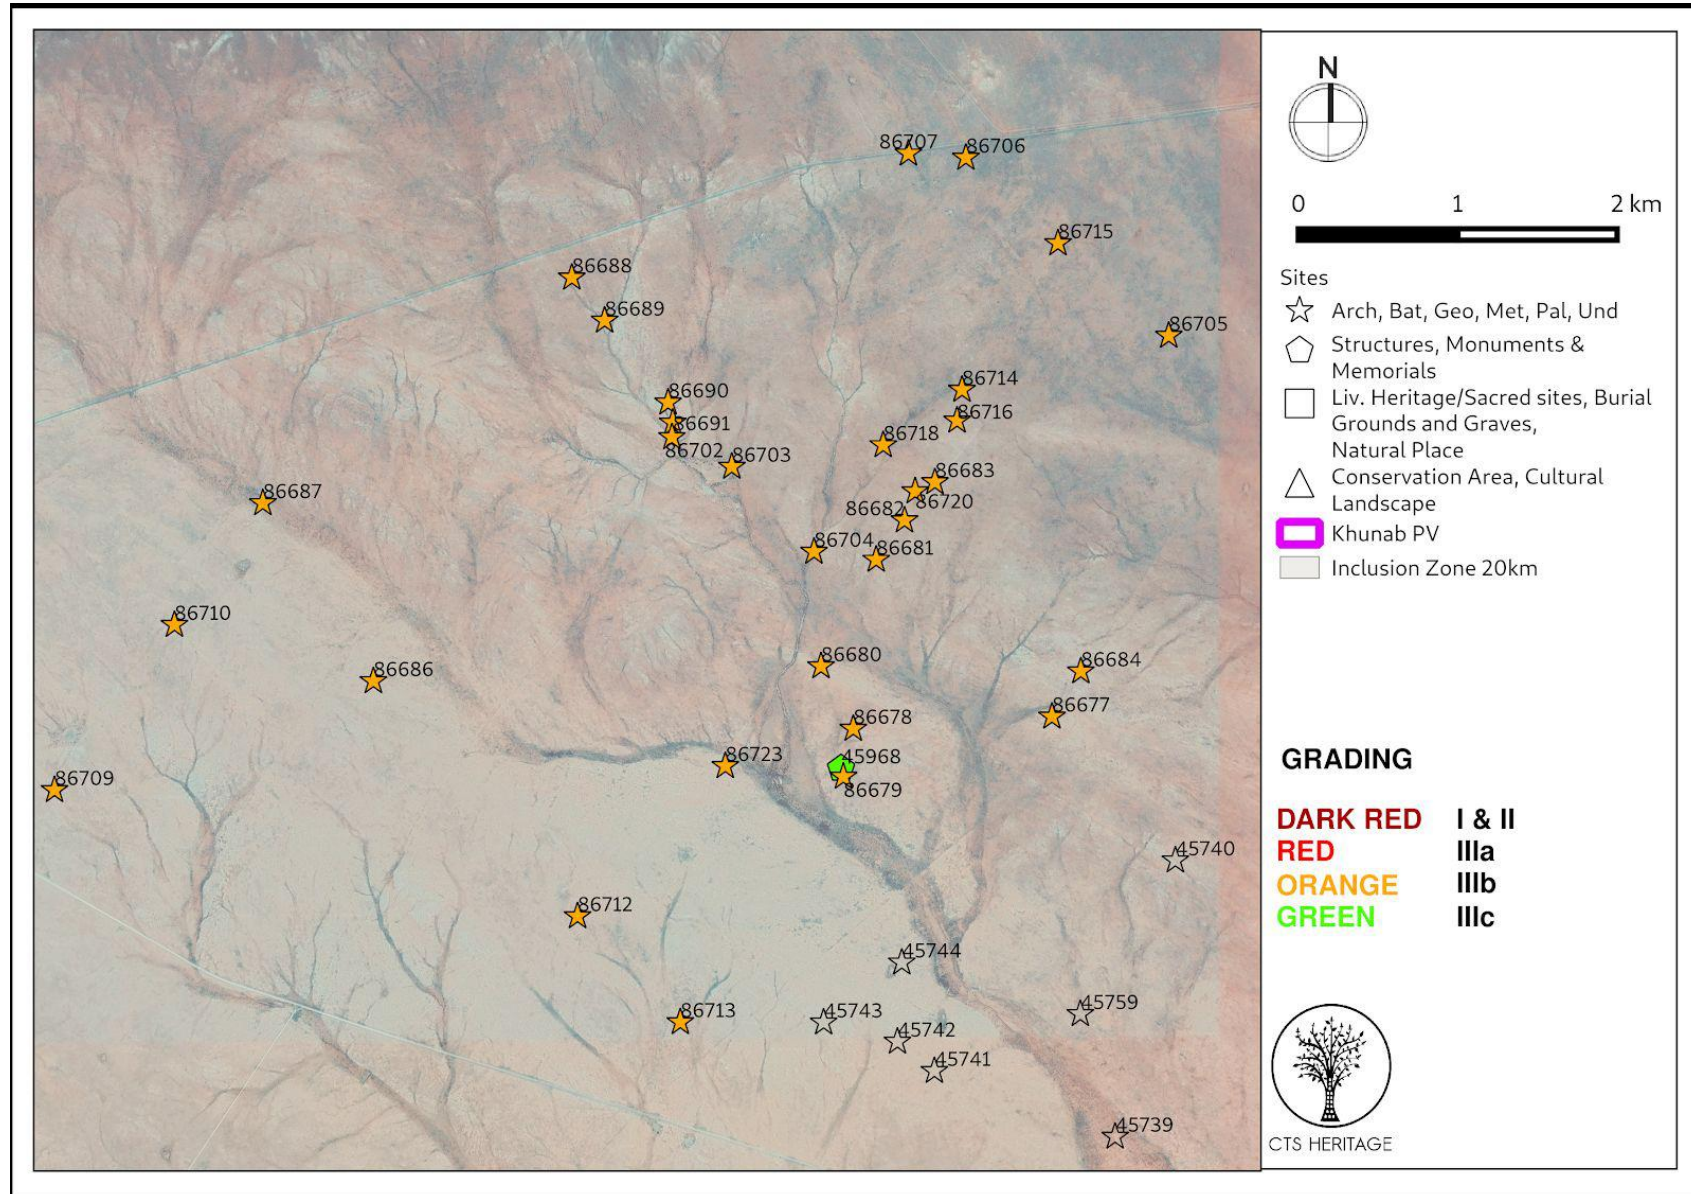 86707
86706
86715
86688
86689
86705
86690
86714
86691
86716
86702
86718
86703
86683
86687
86682
86720
86704
86681
86710
86680
86684
86686
86677
86678
86723
45968
86709
86679
45740
86712
45744
86713
45743
45759
45742
45741
45739
N
0 1 2 km
Sites
Arch, Bat, Geo, Met, Pal, Und
Structures, Monuments &
Memorials
Liv. Heritage/Sacred sites, Burial
Grounds and Graves,
Natural Place
Conservation Area, Cultural
Landscape
Khunab PV
Inclusion Zone 20km
GRADING
DARK RED I & II
RED IIIa
ORANGE IIIb
GREEN IIIc
CTS HERITAGE